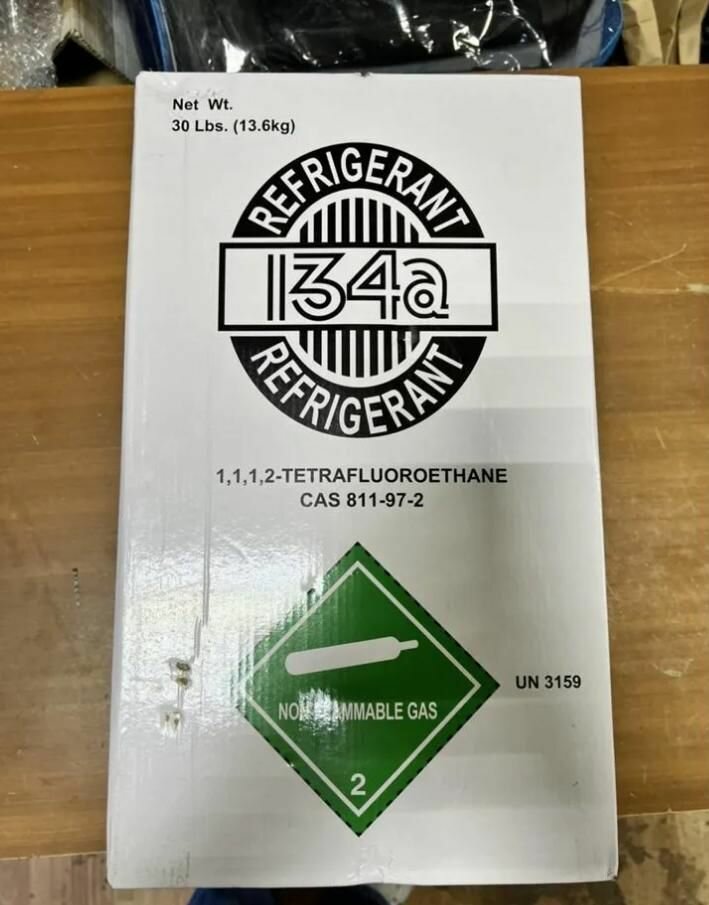 Net Wt.
30 Lbs. (13.6kg)
REFRIGERANT
134a
REFRIGERANT
1,1,1,2-TETRAFLUOROETHANE
CAS 811-97-2
UN 3159
GAS
2